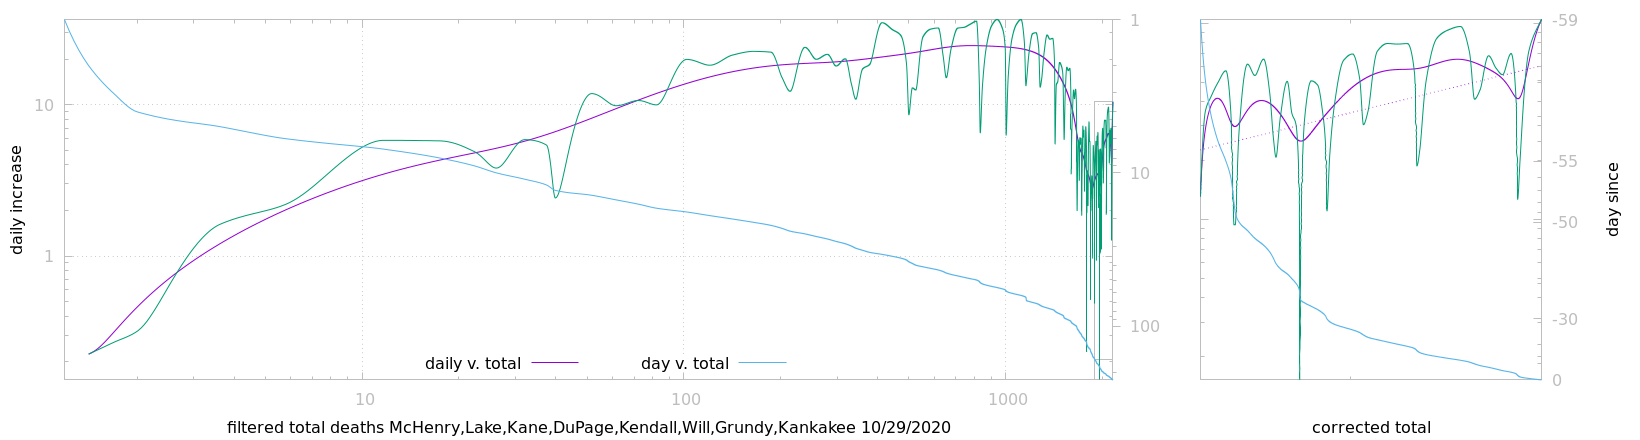 1
-59
10
daily increase
-55
10
day since
-50
1
-30
100
daily v. total
day v. total
0
10
100
1000
filtered total deaths McHenry,Lake,Kane,DuPage,Kendall,Will,Grundy,Kankakee 10/29/2020
corrected total